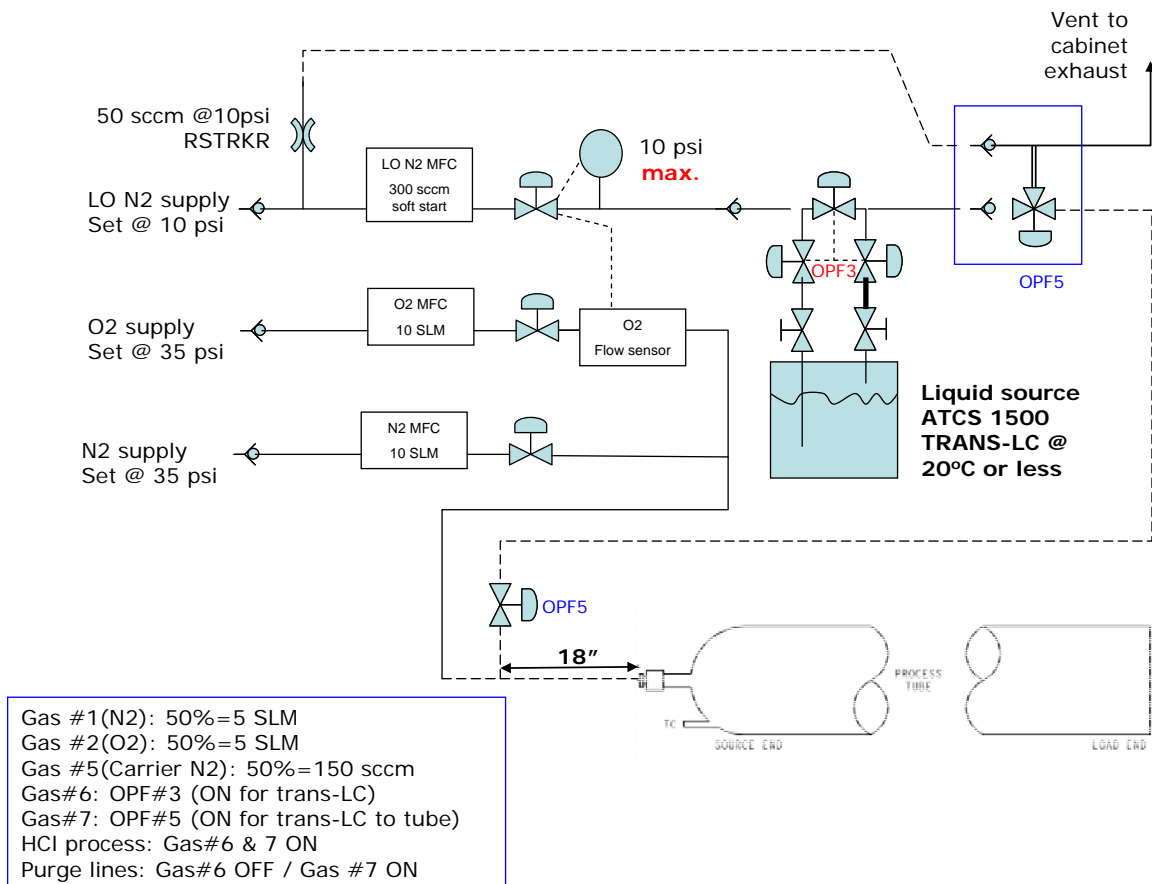 Vent to
cabinet
exhaust
50 sccm @10psi
RSTRKR
LO N2 MFC
300 sccm
soft start
10 psi
max.
LO N2 supply
Set @ 10 psi
OPF3
OPF5
O2 supply
Set @ 35 psi
O2 MFC
10 SLM
O2
Flow sensor
Liquid source
ATCS 1500
TRANS-LC @
20ºC or less
N2 supply
Set @ 35 psi
N2 MFC
10 SLM
OPF5
18”
PROCESS
TUBE
TC
SOURCE END
LOAD END
Gas #1(N2): 50%=5 SLM
Gas #2(O2): 50%=5 SLM
Gas #5(Carrier N2): 50%=150 sccm
Gas#6: OPF#3 (ON for trans-LC)
Gas#7: OPF#5 (ON for trans-LC to tube)
HCl process: Gas#6 & 7 ON
Purge lines: Gas#6 OFF / Gas #7 ON